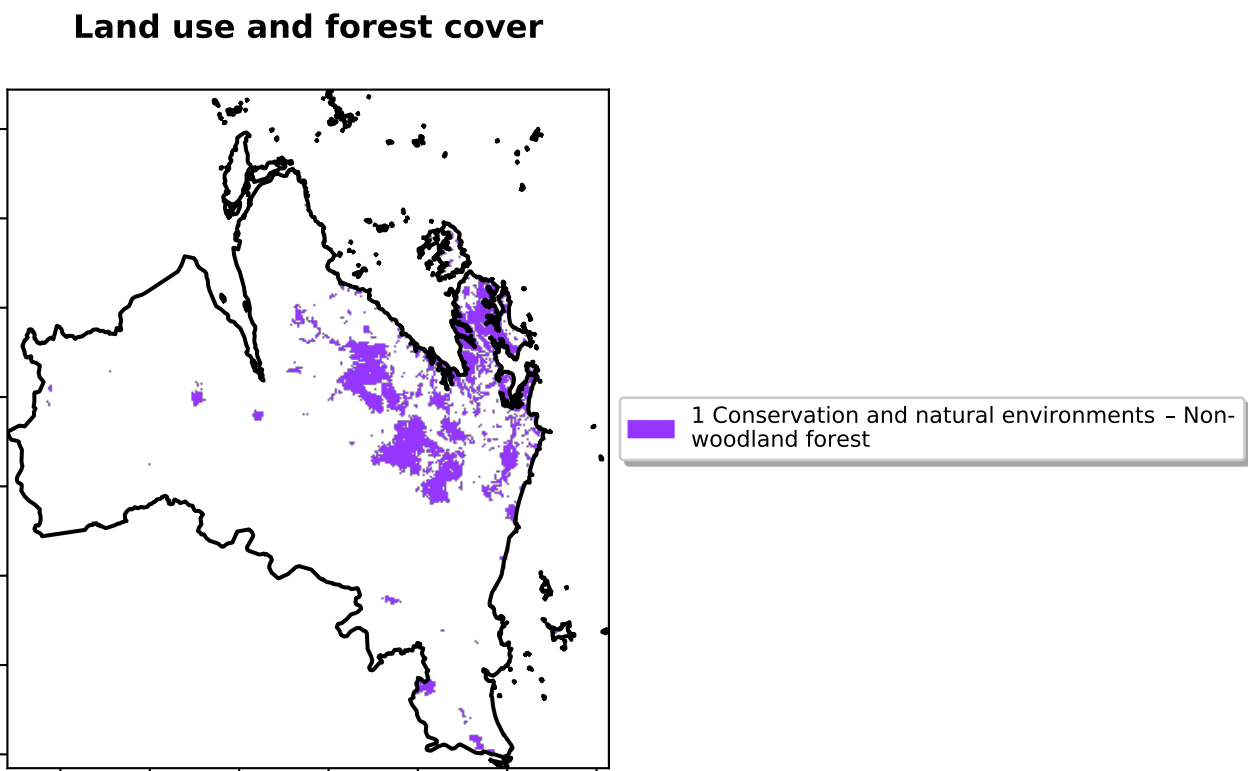 Land use and forest cover
1 Conservation and natural environments – Non-
woodland forest